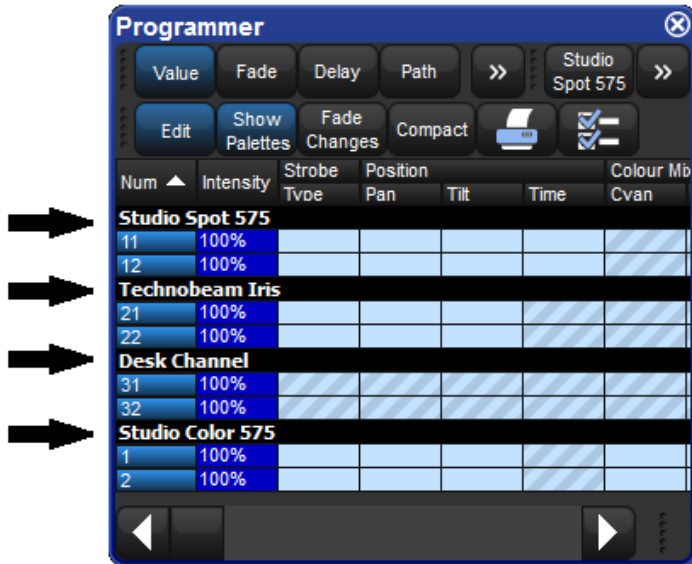 Programmer
Value Fade Delay Path Studio Spot 575
Edit Show Palettes Fade Changes Compact
Num Intensity Strobe Position Colour Mix
Type Pan Tilt Time Cyan
Studio Spot 575
11 100%
12 100%
Technobeam Iris
21 100%
22 100%
Desk Channel
31 100%
32 100%
Studio Color 575
1 100%
2 100%